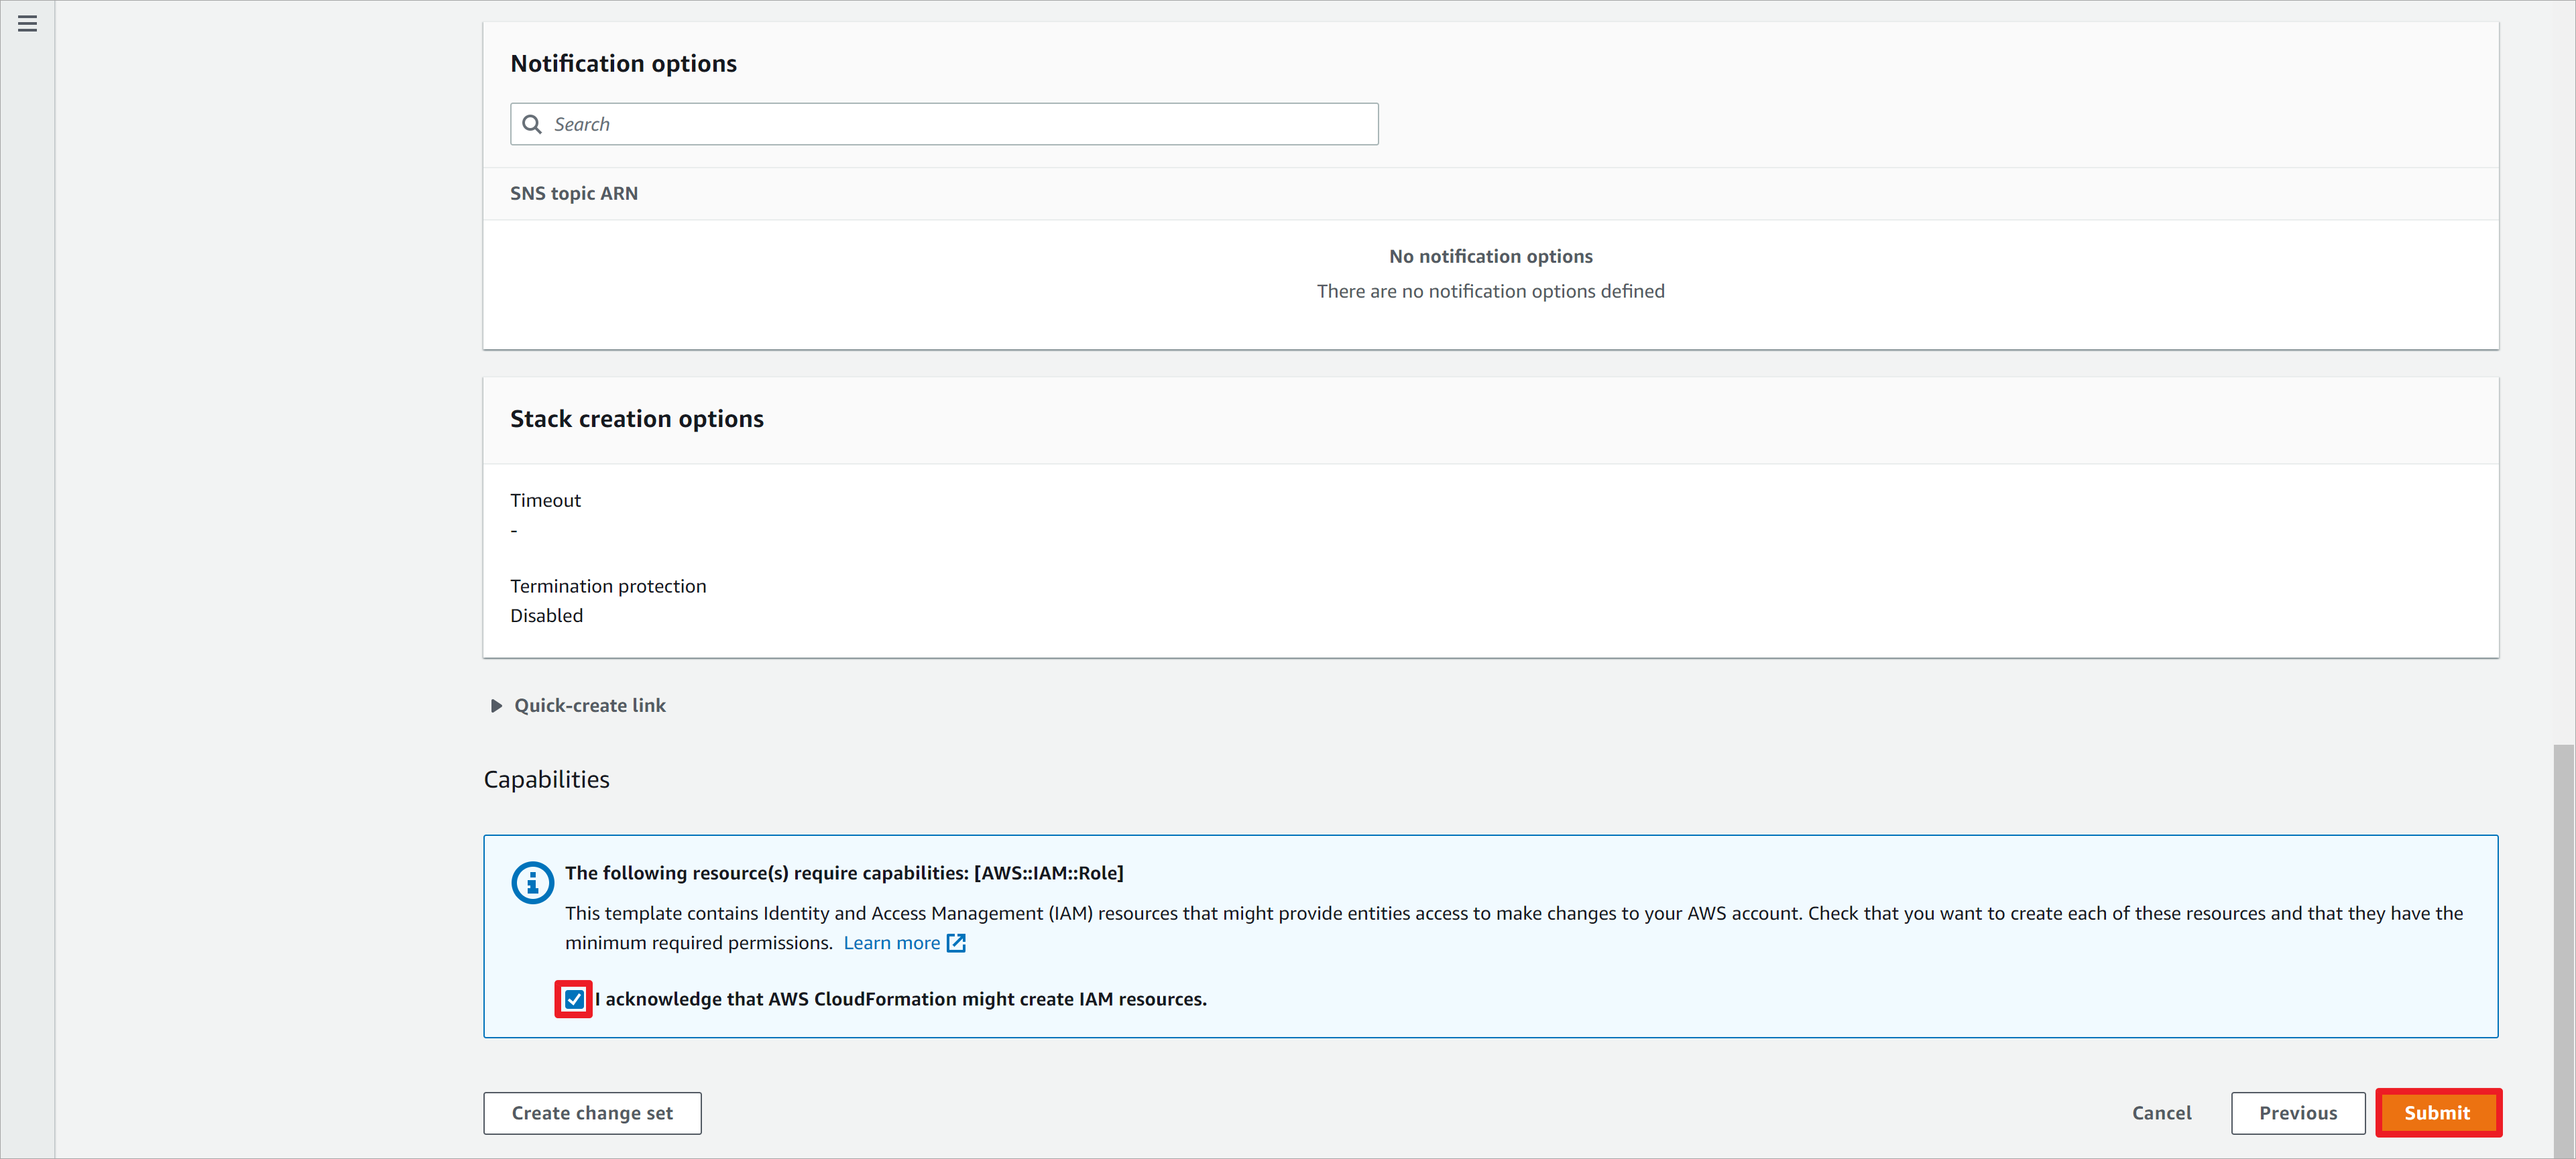 Notification options
Search
SNS topic ARN
No notification options
There are no notification options defined
Stack creation options
Timeout
-
Termination protection
Disabled
Quick-create link
Capabilities
The following resource(s) require capabilities: [AWS::IAM::Role]
This template contains Identity and Access Management (IAM) resources that might provide entities access to make changes to your AWS account. Check that you want to create each of these resources and that they have the
minimum required permissions. Learn more
I acknowledge that AWS CloudFormation might create IAM resources.
Create change set
Cancel
Previous
Submit